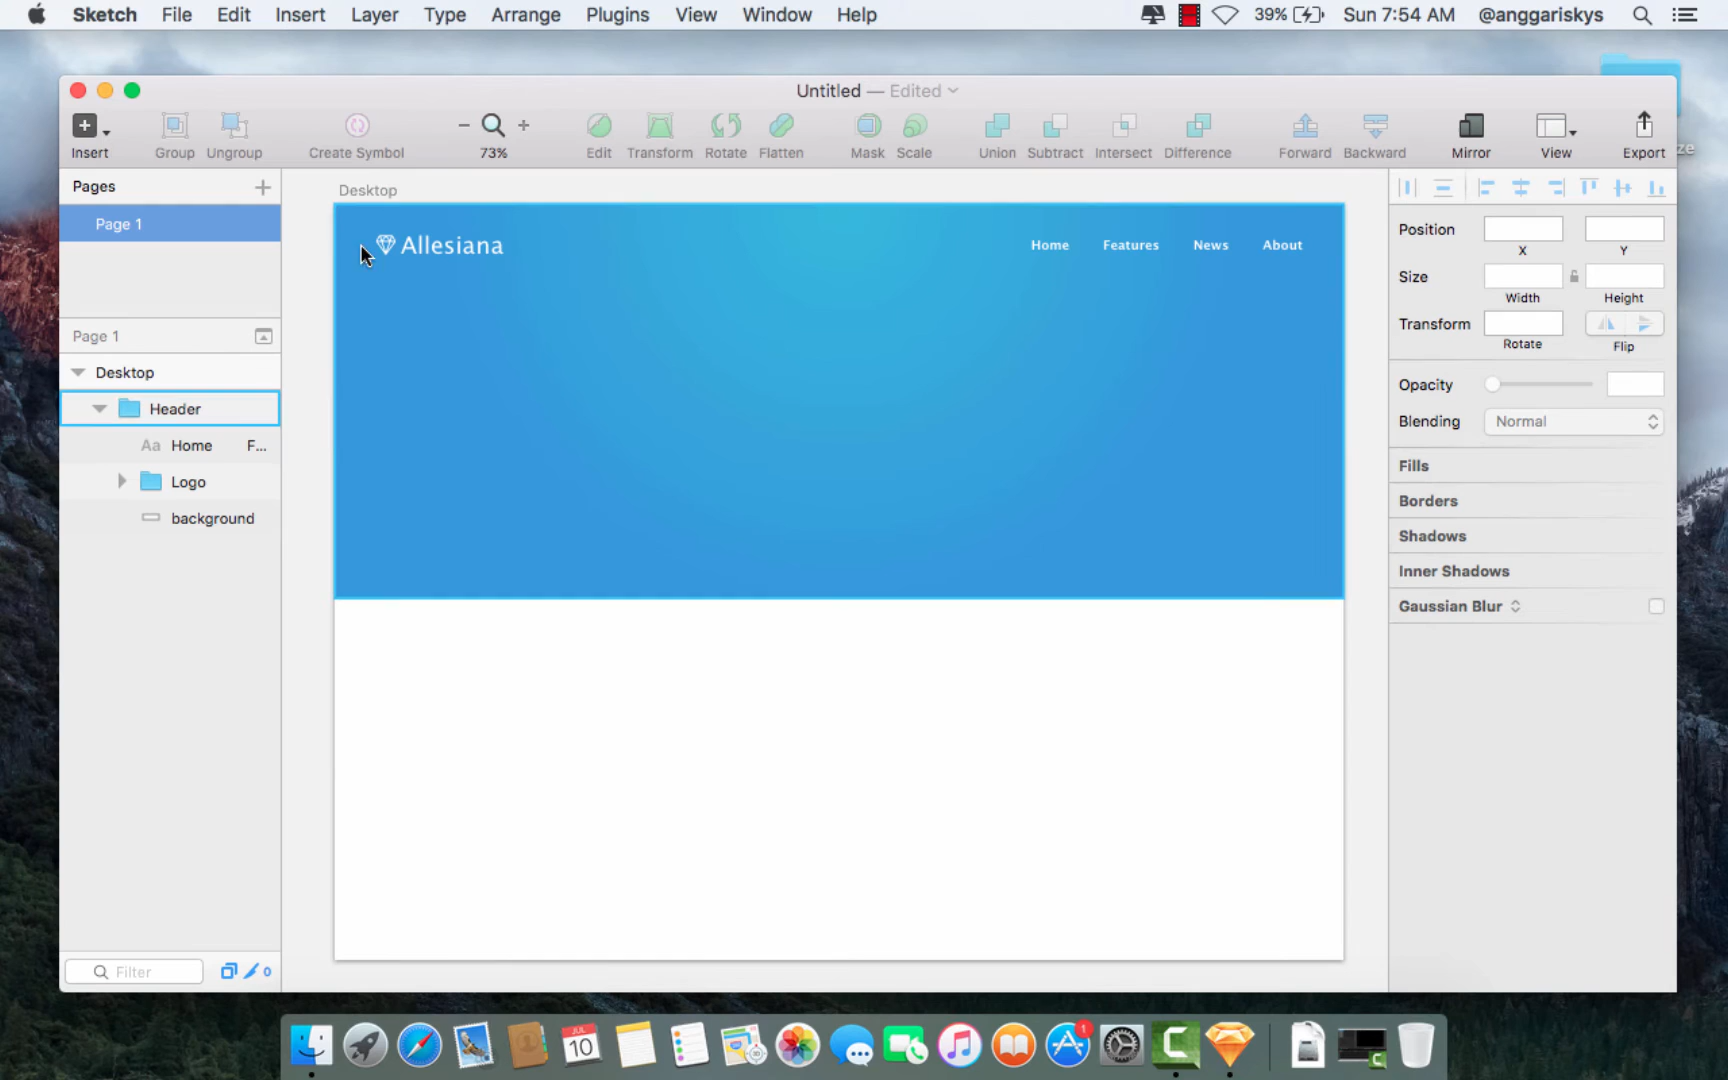 Sketch File Edit Insert Layer Type Arrange Plugins View Window Help 39% Sun 7:54 AM @anggariskys
Untitled — Edited
Insert Group Ungroup Create Symbol 73% Edit Transform Rotate Flatten Mask Scale Union Subtract Intersect Difference Forward Backward Mirror View Export
ze
Pages
Page 1
Page 1
Desktop
Header
Aa Home F...
Logo
background
Filter
0
Desktop
Allesiana Home Features News About
Position
X Y
Size
Width Height
Transform
Rotate Flip
Opacity
Blending Normal
Fills
Borders
Shadows
Inner Shadows
Gaussian Blur
JUL
10
1